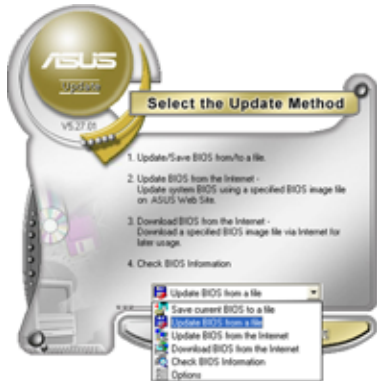 ASUS
Update
V5.27.01
Select the Update Method
1. Update/Save BIOS from/to a file.
2. Update BIOS from the Internet -
Update system BIOS using a specified BIOS image file
on ASUS Web Site.
3. Download BIOS from the Internet -
Download a specified BIOS image file via Internet for
later usage.
4. Check BIOS Information
Update BIOS from a file
Save current BIOS to a file
Update BIOS from a file
Update BIOS from the Internet
Download BIOS from the Internet
Check BIOS Information
Options